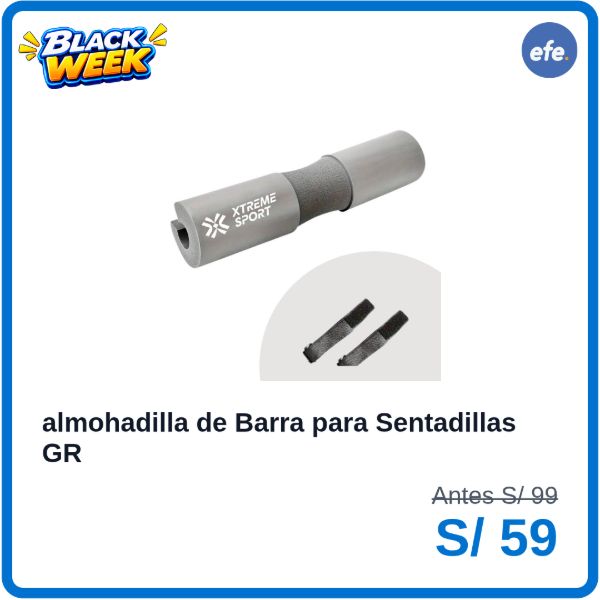 BLACK
WEEK
efe.
XTREME
SPORT
almohadilla de Barra para Sentadillas
GR
Antes S/ 99
S/ 59